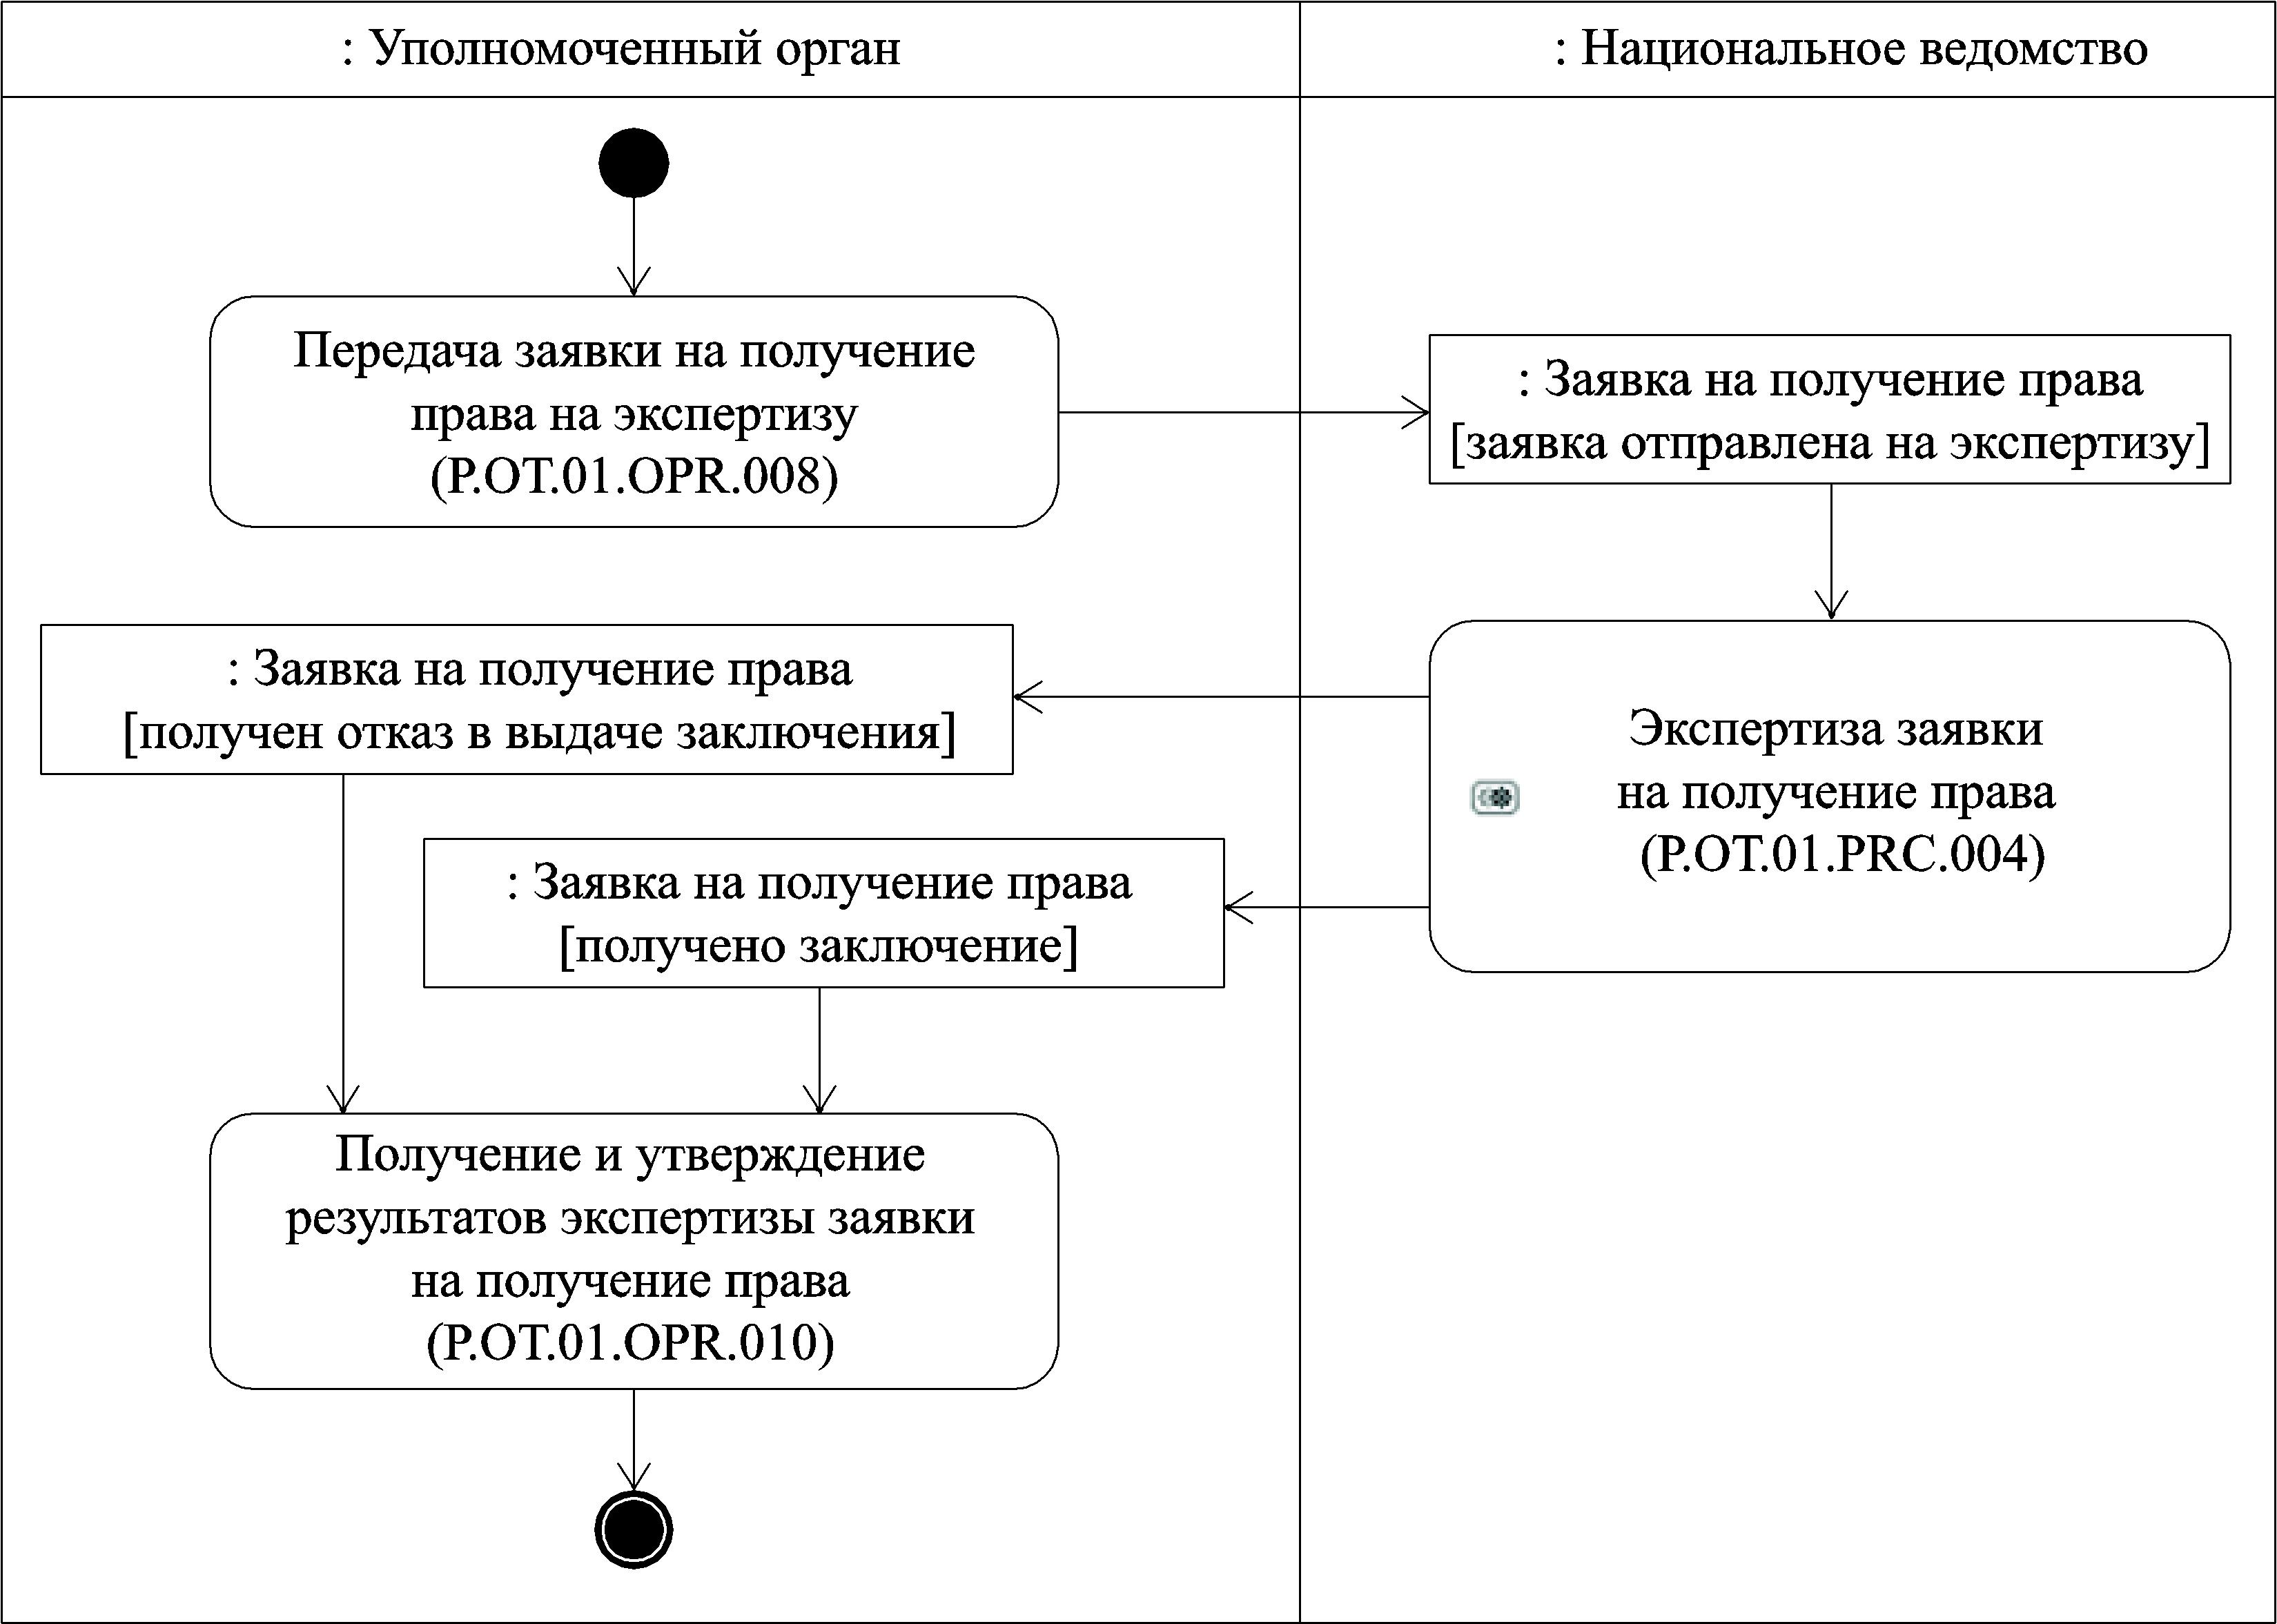 : Уполномоченный орган
: Национальное ведомство
Передача заявки на получение
права на экспертизу
(P.OT.01.OPR.008)
: Заявка на получение права
[заявка отправлена на экспертизу]
: Заявка на получение права
[получен отказ в выдаче заключения]
Экспертиза заявки
на получение права
(P.OT.01.PRC.004)
: Заявка на получение права
[получено заключение]
Получение и утверждение
результатов экспертизы заявки
на получение права
(P.OT.01.OPR.010)